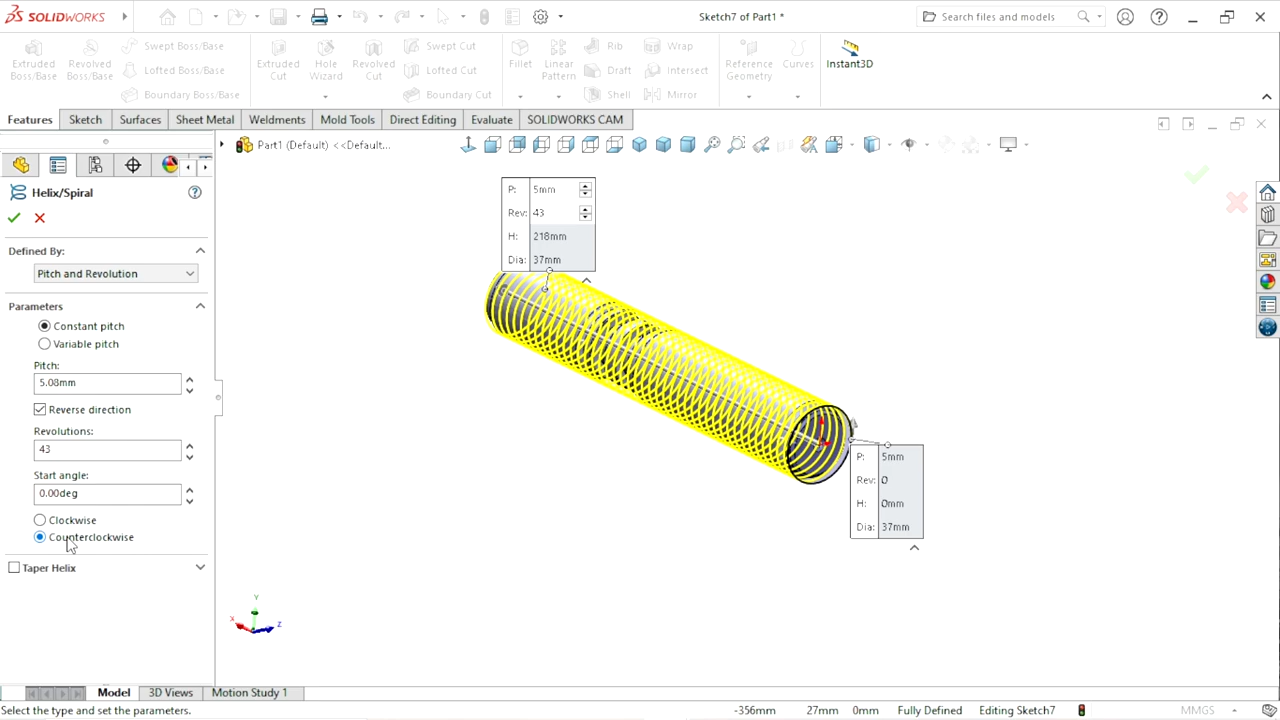 SOLIDWORKS
Sketch7 of Part1 *
Search files and models
Extruded Boss/Base
Revolved Boss/Base
Swept Boss/Base
Lofted Boss/Base
Boundary Boss/Base
Extruded Cut
Hole Wizard
Revolved Cut
Swept Cut
Lofted Cut
Boundary Cut
Fillet
Linear Pattern
Rib
Draft
Shell
Wrap
Intersect
Mirror
Reference Geometry
Curves
Instant3D
Features
Sketch
Surfaces
Sheet Metal
Weldments
Mold Tools
Direct Editing
Evaluate
SOLIDWORKS CAM
Part1 (Default) <<Default...
Helix/Spiral
Defined By:
Pitch and Revolution
Parameters
Constant pitch
Variable pitch
Pitch:
5.08mm
Reverse direction
Revolutions:
43
Start angle:
0.00deg
Clockwise
Counterclockwise
Taper Helix
P: 5mm
Rev: 43
H: 218mm
Dia: 37mm
P: 5mm
Rev: 0
H: 0mm
Dia: 37mm
Y
X
Z
Model
3D Views
Motion Study 1
Select the type and set the parameters.
-356mm
27mm
0mm
Fully Defined
Editing Sketch7
MMGS